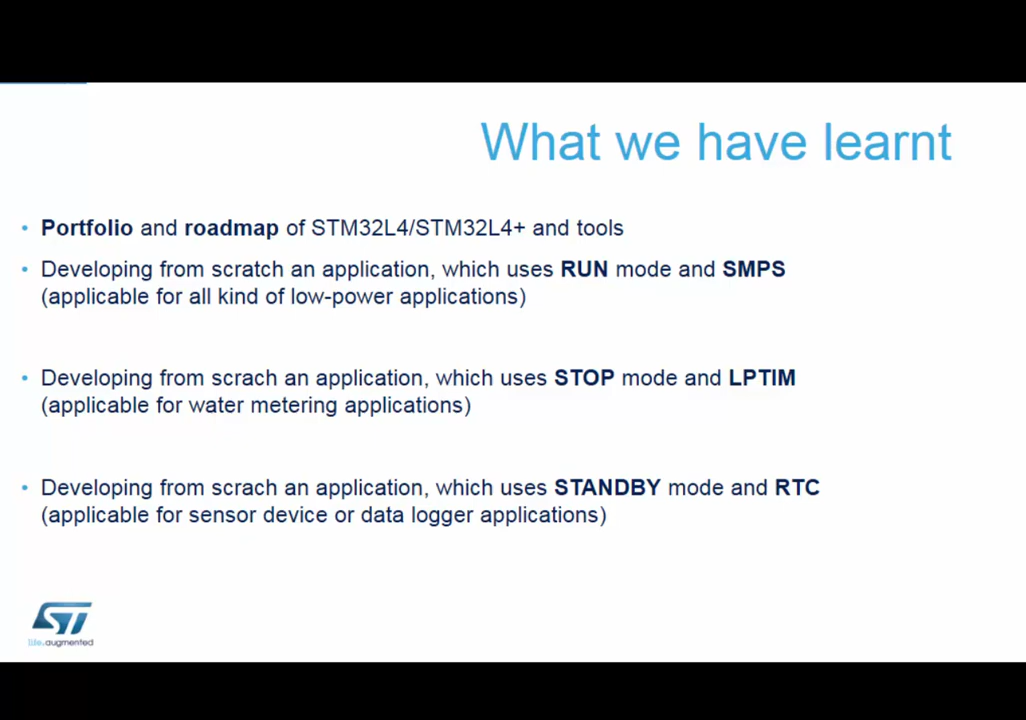 What we have learnt
• Portfolio and roadmap of STM32L4/STM32L4+ and tools
• Developing from scratch an application, which uses RUN mode and SMPS
(applicable for all kind of low-power applications)
• Developing from scrach an application, which uses STOP mode and LPTIM
(applicable for water metering applications)
• Developing from scrach an application, which uses STANDBY mode and RTC
(applicable for sensor device or data logger applications)
ST
life.augmented